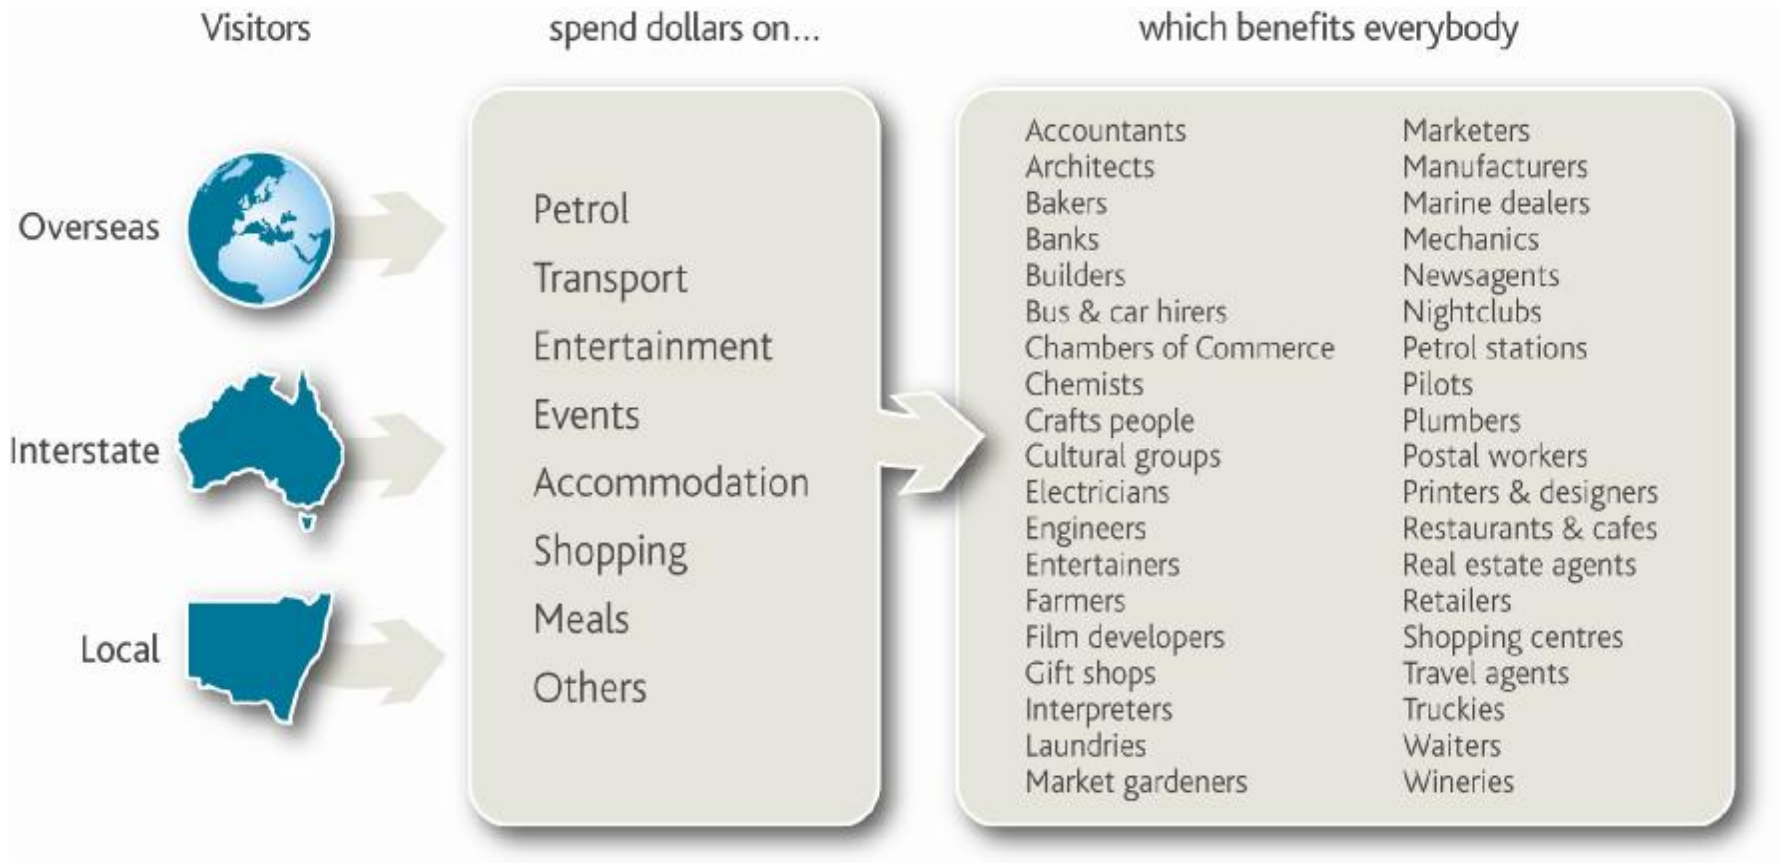 Visitors
spend dollars on...
which benefits everybody
Overseas
Interstate
Local
Petrol
Transport
Entertainment
Events
Accommodation
Shopping
Meals
Others
Accountants
Architects
Bakers
Banks
Builders
Bus & car hirers
Chambers of Commerce
Chemists
Crafts people
Cultural groups
Electricians
Engineers
Entertainers
Farmers
Film developers
Gift shops
Interpreters
Laundries
Market gardeners
Marketers
Manufacturers
Marine dealers
Mechanics
Newsagents
Nightclubs
Petrol stations
Pilots
Plumbers
Postal workers
Printers & designers
Restaurants & cafes
Real estate agents
Retailers
Shopping centres
Travel agents
Truckies
Waiters
Wineries